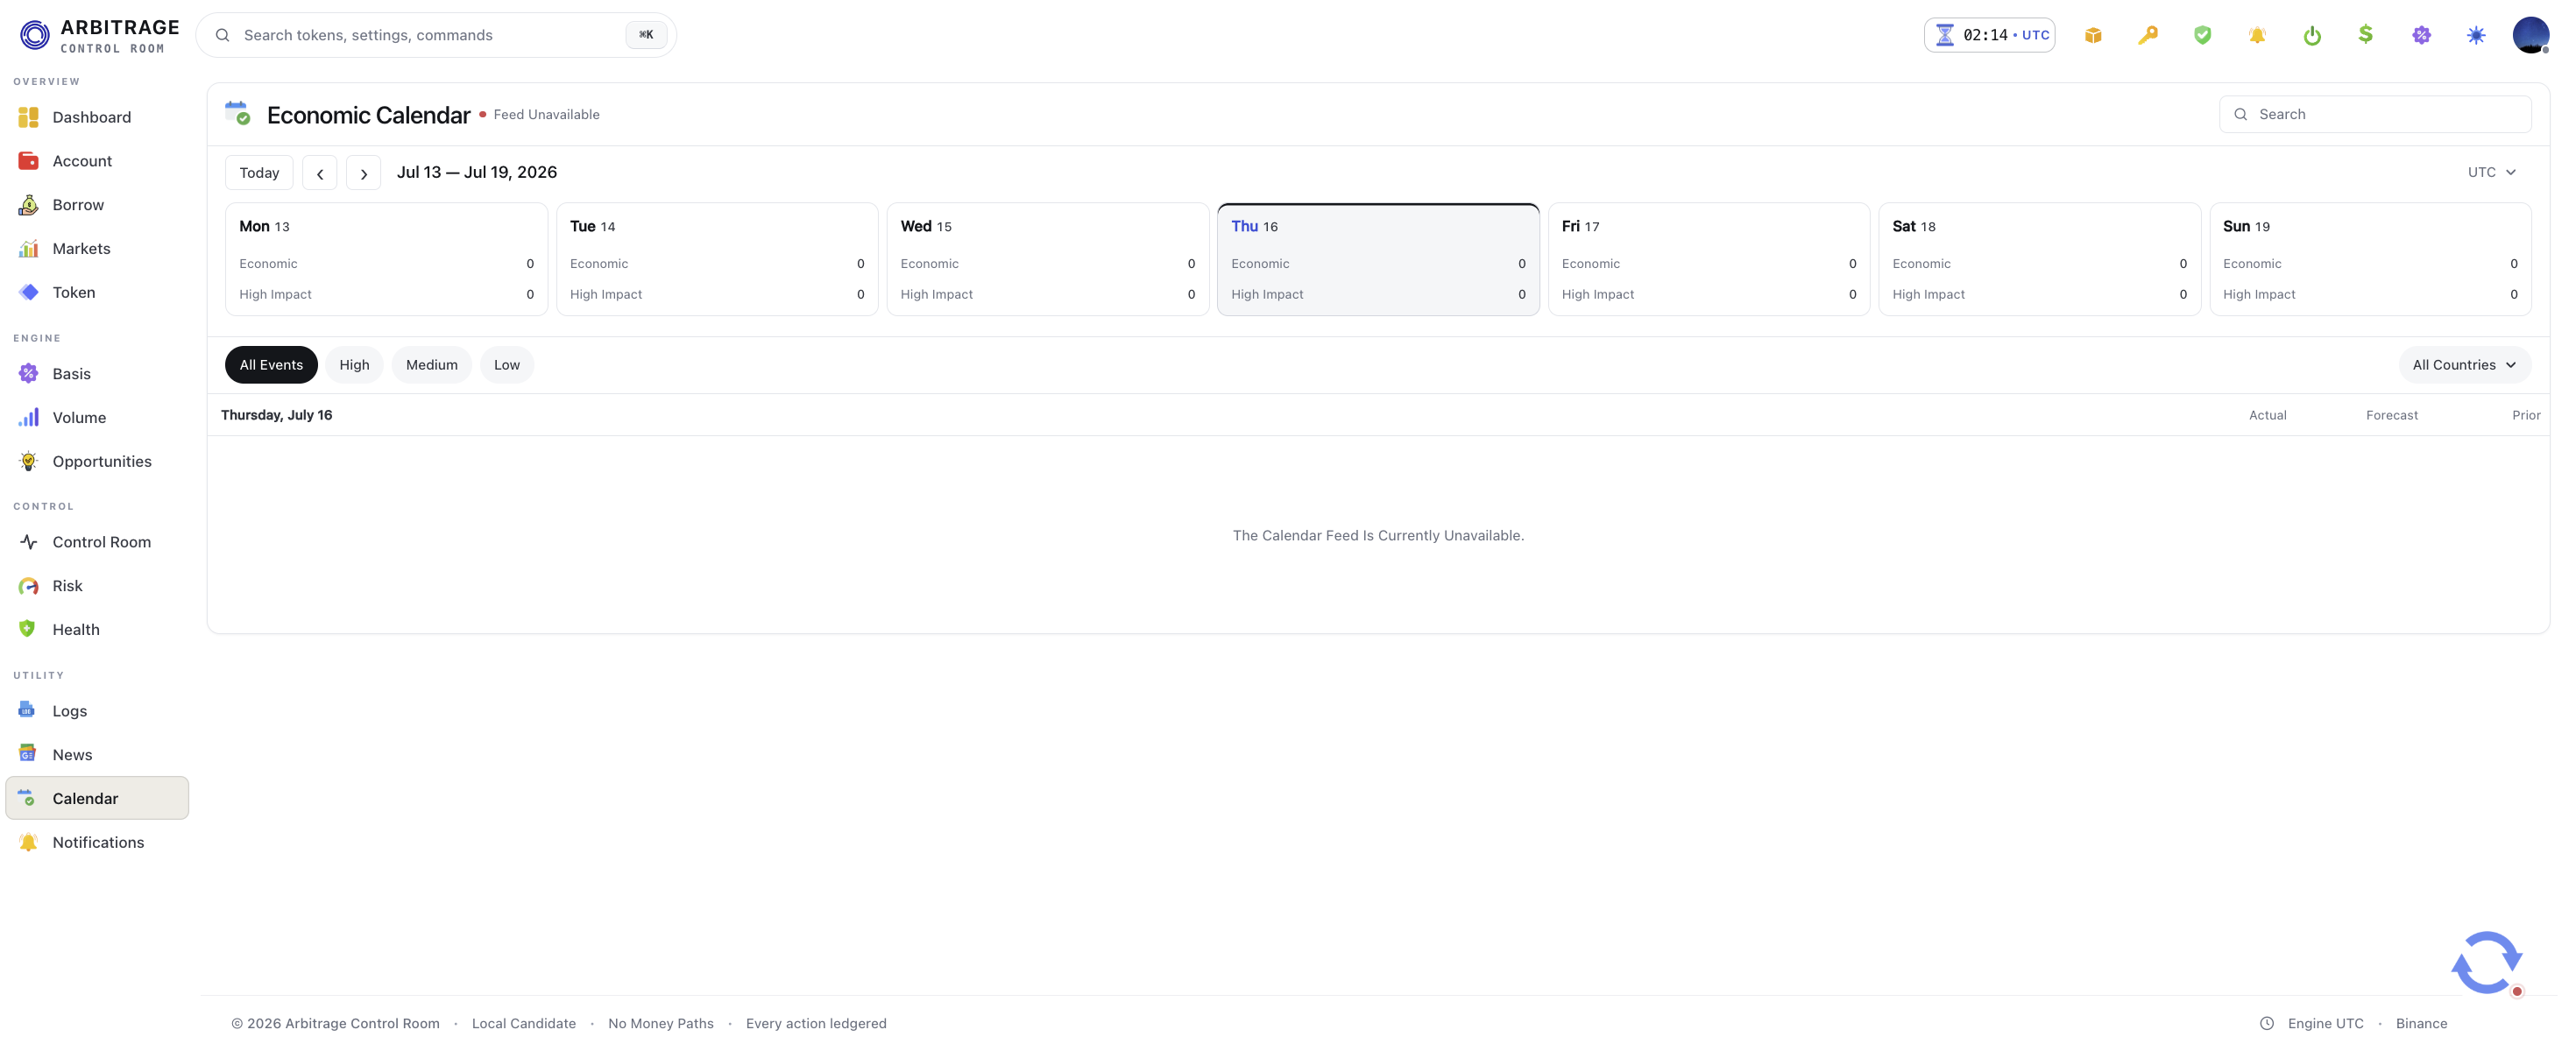 ARBITRAGE
CONTROL ROOM
Search tokens, settings, commands
⌘K
02:14 • UTC
OVERVIEW
Dashboard
Account
Borrow
Markets
Token
ENGINE
Basis
Volume
Opportunities
CONTROL
Control Room
Risk
Health
UTILITY
Logs
News
Calendar
Notifications
Economic Calendar
Feed Unavailable
Search
Today
Jul 13 — Jul 19, 2026
UTC
Mon 13
Economic 0
High Impact 0
Tue 14
Economic 0
High Impact 0
Wed 15
Economic 0
High Impact 0
Thu 16
Economic 0
High Impact 0
Fri 17
Economic 0
High Impact 0
Sat 18
Economic 0
High Impact 0
Sun 19
Economic 0
High Impact 0
All Events High Medium Low
All Countries
Thursday, July 16 Actual Forecast Prior
The Calendar Feed Is Currently Unavailable.
© 2026 Arbitrage Control Room · Local Candidate · No Money Paths · Every action ledgered
Engine UTC · Binance